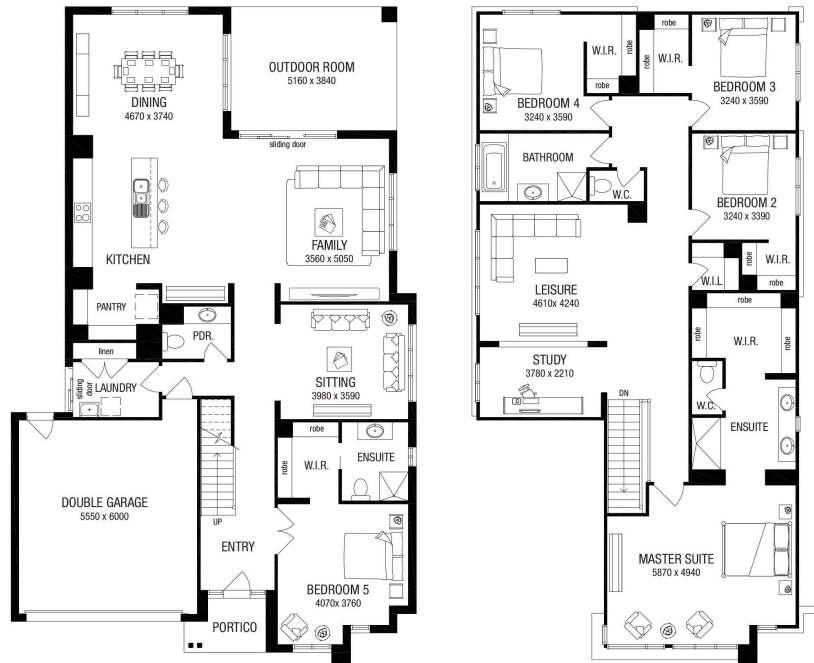 OUTDOOR ROOM
5160 x 3840
DINING
4670 x 3740
sliding door
FAMILY
3560 x 5050
KITCHEN
PANTRY
PDR.
linen
sliding
door
LAUNDRY
SITTING
3980 x 3590
robe
robe
W.I.R.
ENSUITE
DOUBLE GARAGE
5550 x 6000
UP
ENTRY
BEDROOM 5
4070x 3760
PORTICO
W.I.R.
robe
robe
robe
robe
W.I.R.
BEDROOM 4
3240 x 3590
BEDROOM 3
3240 x 3590
BATHROOM
W.C.
BEDROOM 2
3240 x 3390
LEISURE
4610x 4240
W.I.L
robe
W.I.R.
robe
robe
robe
W.I.R.
robe
STUDY
3780 x 2210
DN
W.C.
ENSUITE
MASTER SUITE
5870 x 4940